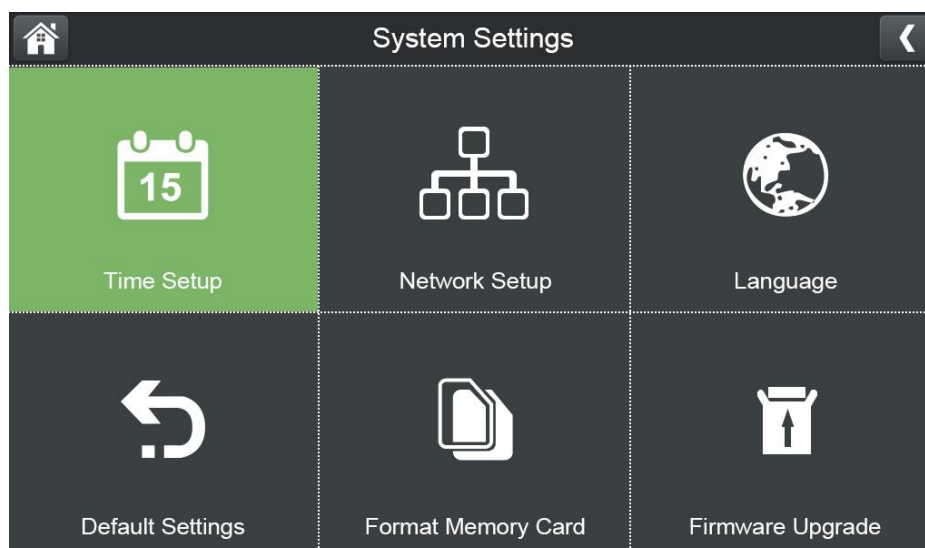 System Settings
15
Time Setup
Network Setup
Language
Default Settings
Format Memory Card
Firmware Upgrade